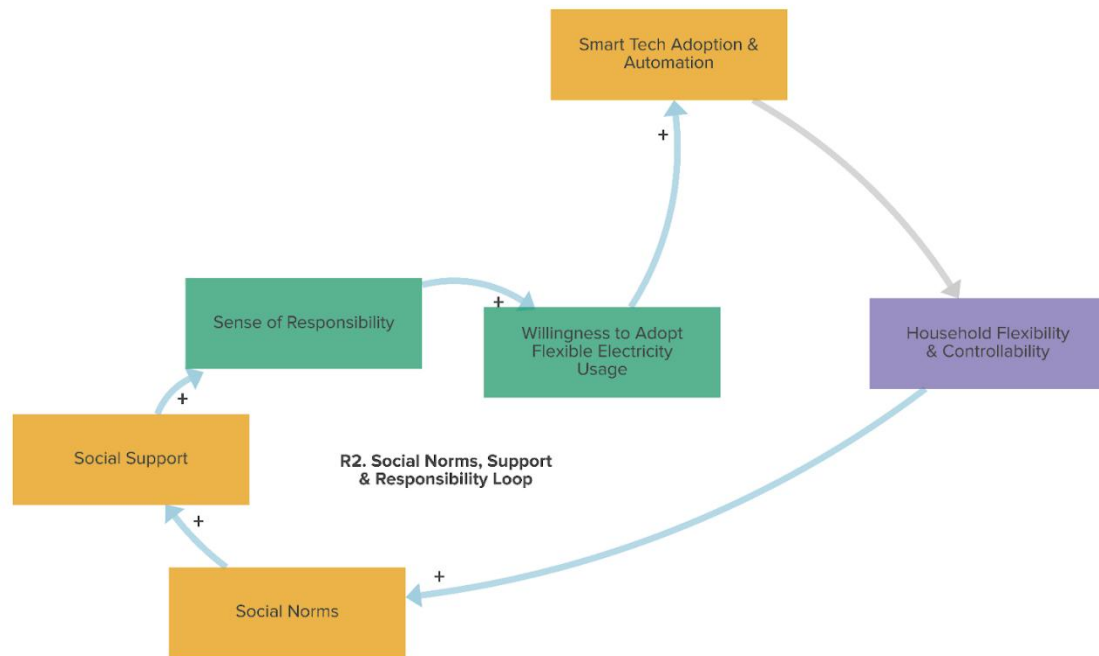 Smart Tech Adoption &
Automation
+
Sense of Responsibility
+
Willingness to Adopt
Flexible Electricity
Usage
Household Flexibility
& Controllability
+
Social Support
R2. Social Norms, Support
& Responsibility Loop
+
+
Social Norms